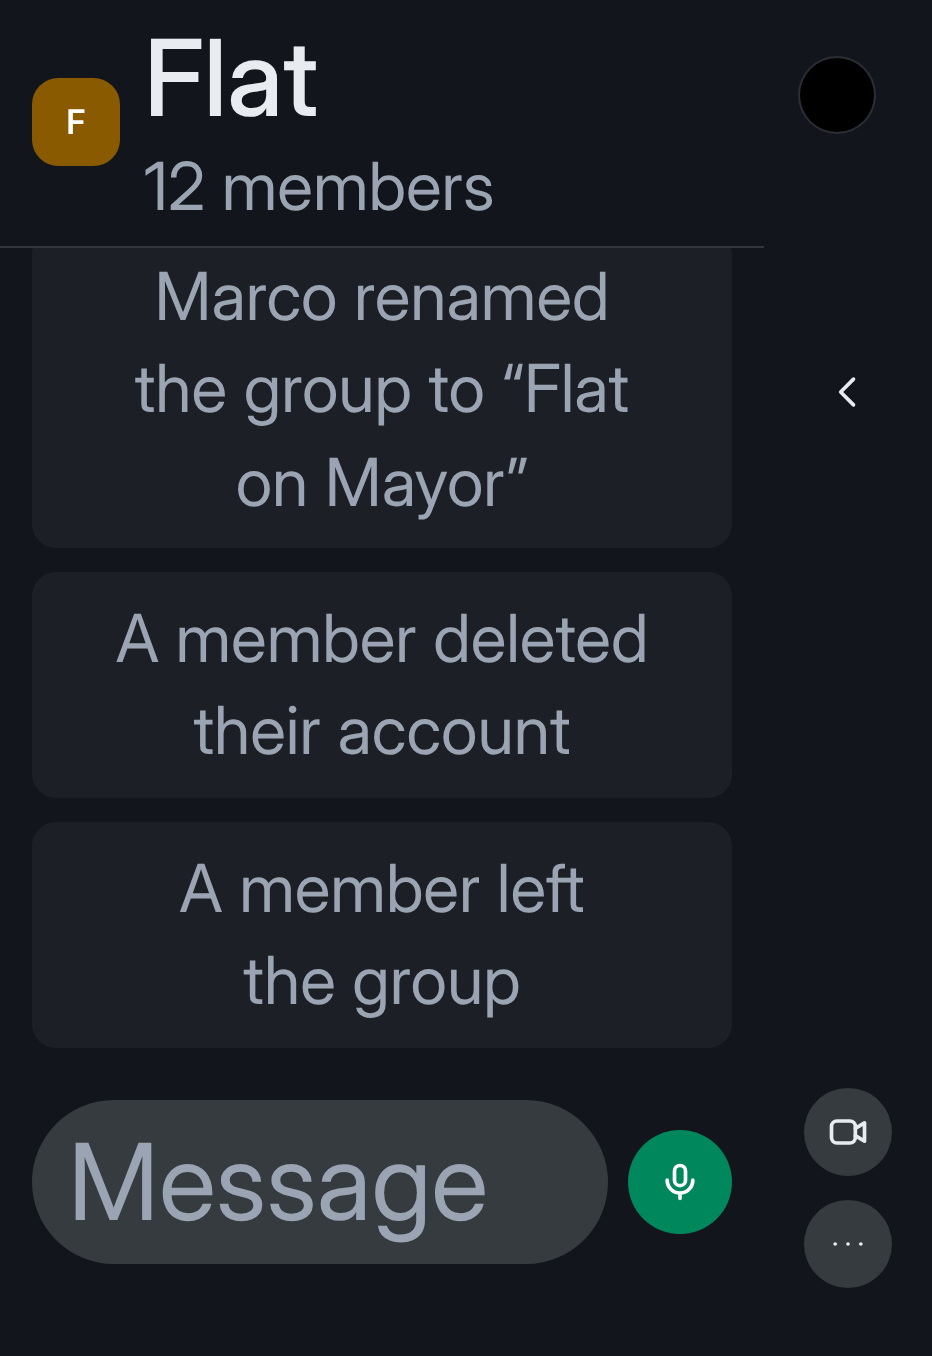 F
Flat
12 members
Marco renamed
the group to “Flat
on Mayor”
A member deleted
their account
A member left
the group
Message